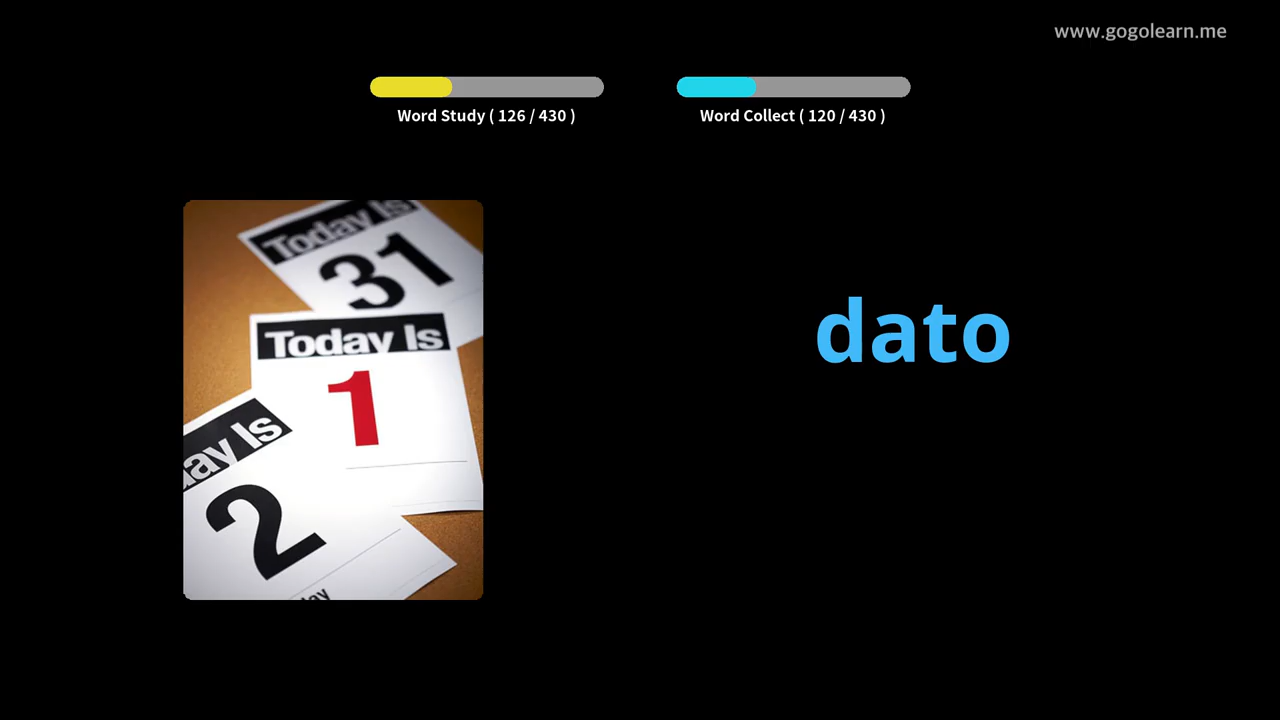 www.gogolearn.me
Word Study ( 126 / 430 )
Word Collect ( 120 / 430 )
Today Is
31
Today Is
1
dato
ay Is
2
ay